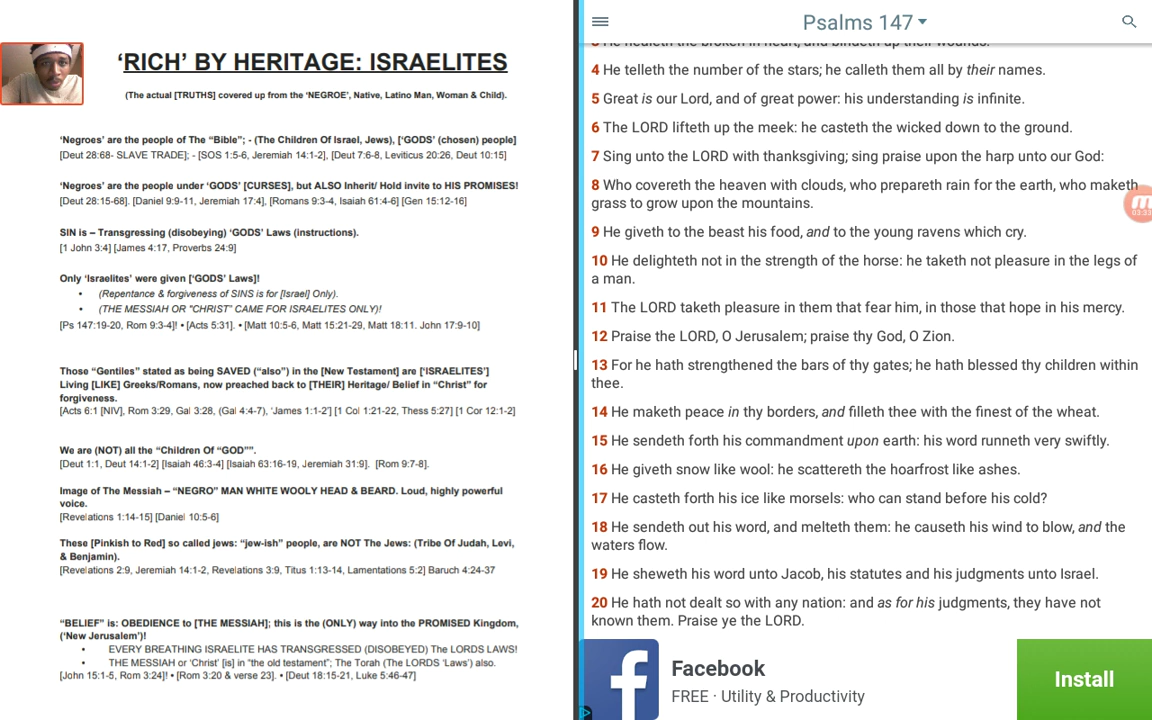 'RICH' BY HERITAGE: ISRAELITES
(The actual [TRUTHS] covered up from the 'NEGROE', Native, Latino Man, Woman & Child).
'Negroes' are the people of The "Bible"; - (The Children Of Israel, Jews), ['GODS' (chosen) people]
[Deut 28:68- SLAVE TRADE]; - [SOS 1:5-6, Jeremiah 14:1-2], [Deut 7:6-8, Leviticus 20:26, Deut 10:15]
'Negroes' are the people under 'GODS' [CURSES], but ALSO Inherit/ Hold invite to HIS PROMISES!
[Deut 28:15-68]. [Daniel 9:9-11, Jeremiah 17:4], [Romans 9:3-4, Isaiah 61:4-6] [Gen 15:12-16]
SIN is – Transgressing (disobeying) 'GODS' Laws (instructions).
[1 John 3:4] [James 4:17, Proverbs 24:9]
Only 'Israelites' were given ['GODS' Laws]!
• (Repentance & forgiveness of SINS is for [Israel] Only).
• (THE MESSIAH OR "CHRIST" CAME FOR ISRAELITES ONLY)!
[Ps 147:19-20, Rom 9:3-4]! • [Acts 5:31]. • [Matt 10:5-6, Matt 15:21-29, Matt 18:11. John 17:9-10]
Those "Gentiles" stated as being SAVED ("also") in the [New Testament] are ['ISRAELITES']
Living [LIKE] Greeks/Romans, now preached back to [THEIR] Heritage/ Belief in "Christ" for
forgiveness.
[Acts 6:1 [NIV], Rom 3:29, Gal 3:28, (Gal 4:4-7), 'James 1:1-2'] [1 Col 1:21-22, Thess 5:27] [1 Cor 12:1-2]
We are (NOT) all the "Children Of "GOD"".
[Deut 1:1, Deut 14:1-2] [Isaiah 46:3-4] [Isaiah 63:16-19, Jeremiah 31:9]. [Rom 9:7-8].
Image of The Messiah – "NEGRO" MAN WHITE WOOLY HEAD & BEARD. Loud, highly powerful
voice.
[Revelations 1:14-15] [Daniel 10:5-6]
These [Pinkish to Red] so called jews: "jew-ish" people, are NOT The Jews: (Tribe Of Judah, Levi,
& Benjamin).
[Revelations 2:9, Jeremiah 14:1-2, Revelations 3:9, Titus 1:13-14, Lamentations 5:2] Baruch 4:24-37
"BELIEF" is: OBEDIENCE to [THE MESSIAH]; this is the (ONLY) way into the PROMISED Kingdom,
('New Jerusalem')!
• EVERY BREATHING ISRAELITE HAS TRANSGRESSED (DISOBEYED) The LORDS LAWS!
• THE MESSIAH or 'Christ' [is] in "the old testament"; The Torah (The LORDS 'Laws') also.
[John 15:1-5, Rom 3:24]! • [Rom 3:20 & verse 23]. • [Deut 18:15-21, Luke 5:46-47]
Psalms 147
3 He healeth the broken in heart, and bindeth up their wounds.
4 He telleth the number of the stars; he calleth them all by their names.
5 Great is our Lord, and of great power: his understanding is infinite.
6 The LORD lifteth up the meek: he casteth the wicked down to the ground.
7 Sing unto the LORD with thanksgiving; sing praise upon the harp unto our God:
8 Who covereth the heaven with clouds, who prepareth rain for the earth, who maketh
grass to grow upon the mountains.
9 He giveth to the beast his food, and to the young ravens which cry.
10 He delighteth not in the strength of the horse: he taketh not pleasure in the legs of
a man.
11 The LORD taketh pleasure in them that fear him, in those that hope in his mercy.
12 Praise the LORD, O Jerusalem; praise thy God, O Zion.
13 For he hath strengthened the bars of thy gates; he hath blessed thy children within
thee.
14 He maketh peace in thy borders, and filleth thee with the finest of the wheat.
15 He sendeth forth his commandment upon earth: his word runneth very swiftly.
16 He giveth snow like wool: he scattereth the hoarfrost like ashes.
17 He casteth forth his ice like morsels: who can stand before his cold?
18 He sendeth out his word, and melteth them: he causeth his wind to blow, and the
waters flow.
19 He sheweth his word unto Jacob, his statutes and his judgments unto Israel.
20 He hath not dealt so with any nation: and as for his judgments, they have not
known them. Praise ye the LORD.
Facebook
FREE · Utility & Productivity
Install